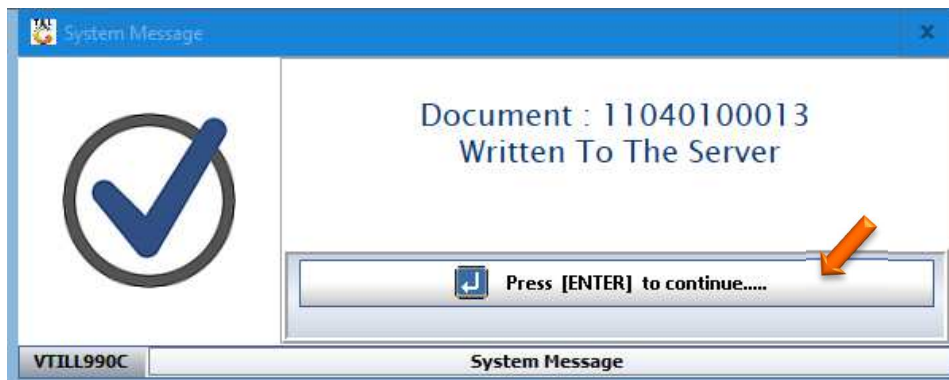 System Message
Document : 11040100013
Written To The Server
Press [ENTER] to continue.....
VTILL990C
System Message